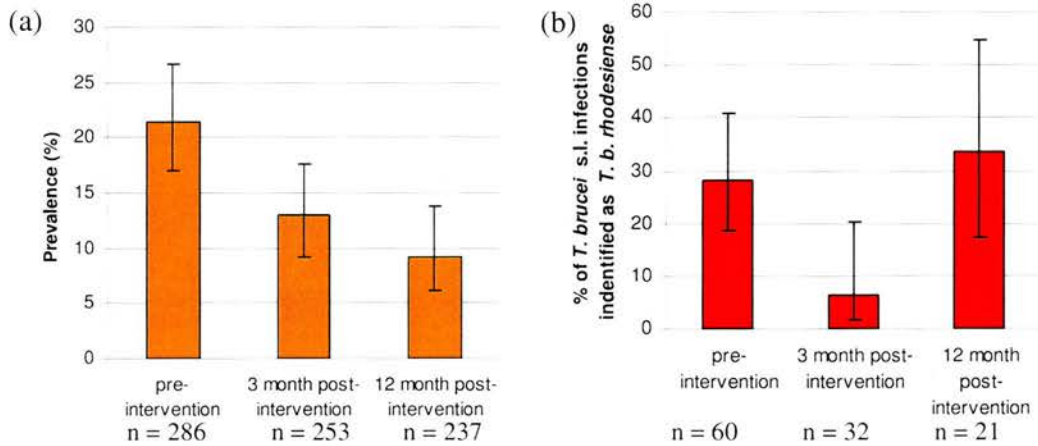 (a)
30
25
20
15
10
5
0
Prevalence (%)
pre-
intervention
n = 286
3 month post-
intervention
n = 253
12 month post-
intervention
n = 237
(b)
60
50
40
30
20
10
0
% of T. brucei s.l. infections
indentified as T. b. rhodesiense
pre-
intervention
n = 60
3 month post-
intervention
n = 32
12 month
post-
intervention
n = 21